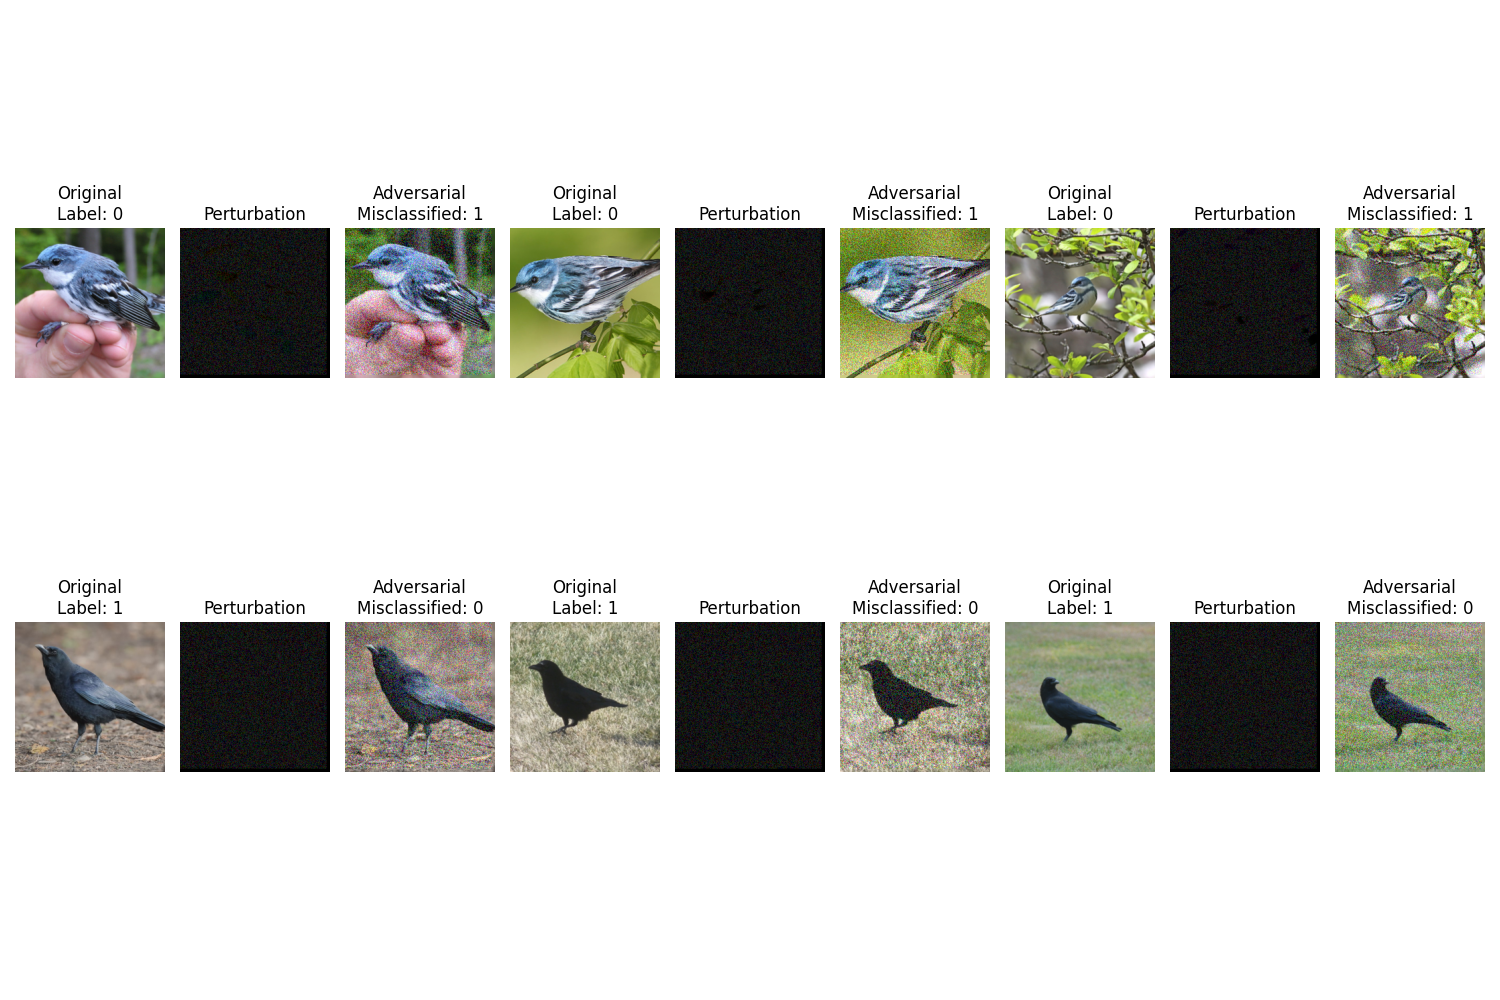 Original
Label: 0
Perturbation
Adversarial
Misclassified: 1
Original
Label: 0
Perturbation
Adversarial
Misclassified: 1
Original
Label: 0
Perturbation
Adversarial
Misclassified: 1
Original
Label: 1
Perturbation
Adversarial
Misclassified: 0
Original
Label: 1
Perturbation
Adversarial
Misclassified: 0
Original
Label: 1
Perturbation
Adversarial
Misclassified: 0